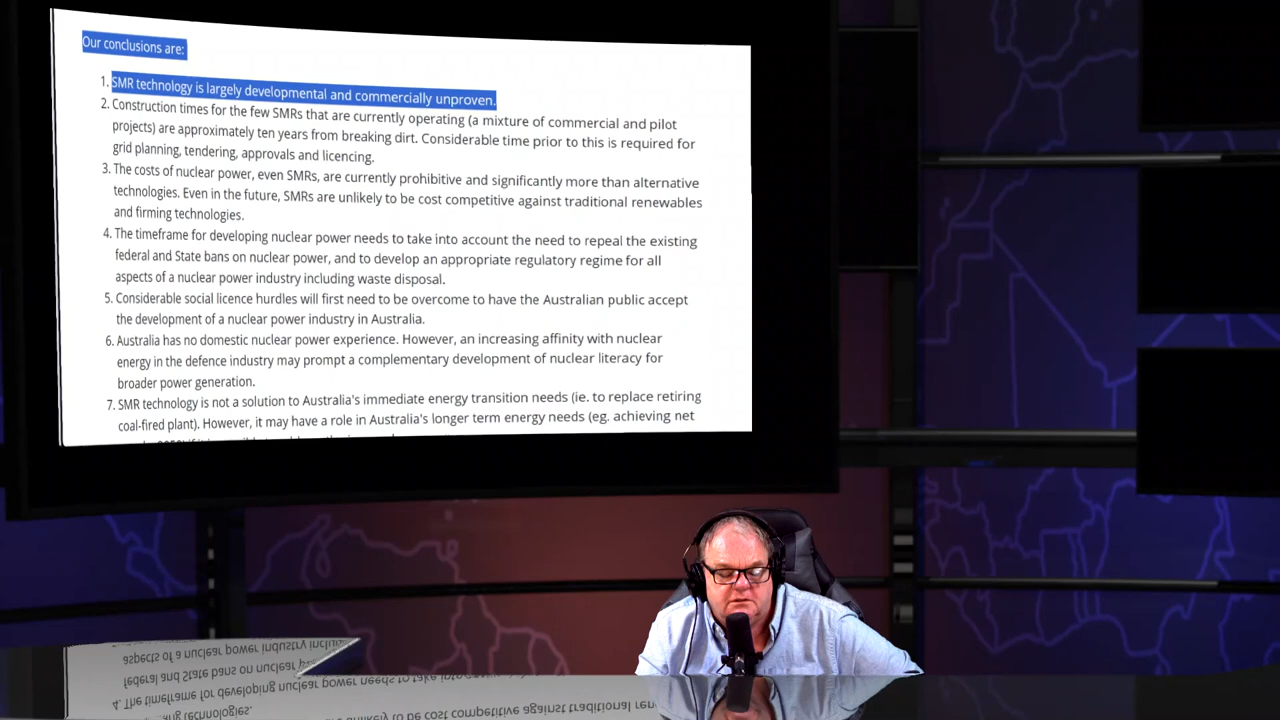 Our conclusions are:
1. SMR technology is largely developmental and commercially unproven.
2. Construction times for the few SMRs that are currently operating (a mixture of commercial and pilot
projects) are approximately ten years from breaking dirt. Considerable time prior to this is required for
grid planning, tendering, approvals and licencing.
3. The costs of nuclear power, even SMRs, are currently prohibitive and significantly more than alternative
technologies. Even in the future, SMRs are unlikely to be cost competitive against traditional renewables
and firming technologies.
4. The timeframe for developing nuclear power needs to take into account the need to repeal the existing
federal and State bans on nuclear power, and to develop an appropriate regulatory regime for all
aspects of a nuclear power industry including waste disposal.
5. Considerable social licence hurdles will first need to be overcome to have the Australian public accept
the development of a nuclear power industry in Australia.
6. Australia has no domestic nuclear power experience. However, an increasing affinity with nuclear
energy in the defence industry may prompt a complementary development of nuclear literacy for
broader power generation.
7. SMR technology is not a solution to Australia's immediate energy transition needs (ie. to replace retiring
coal-fired plant). However, it may have a role in Australia's longer term energy needs (eg. achieving net